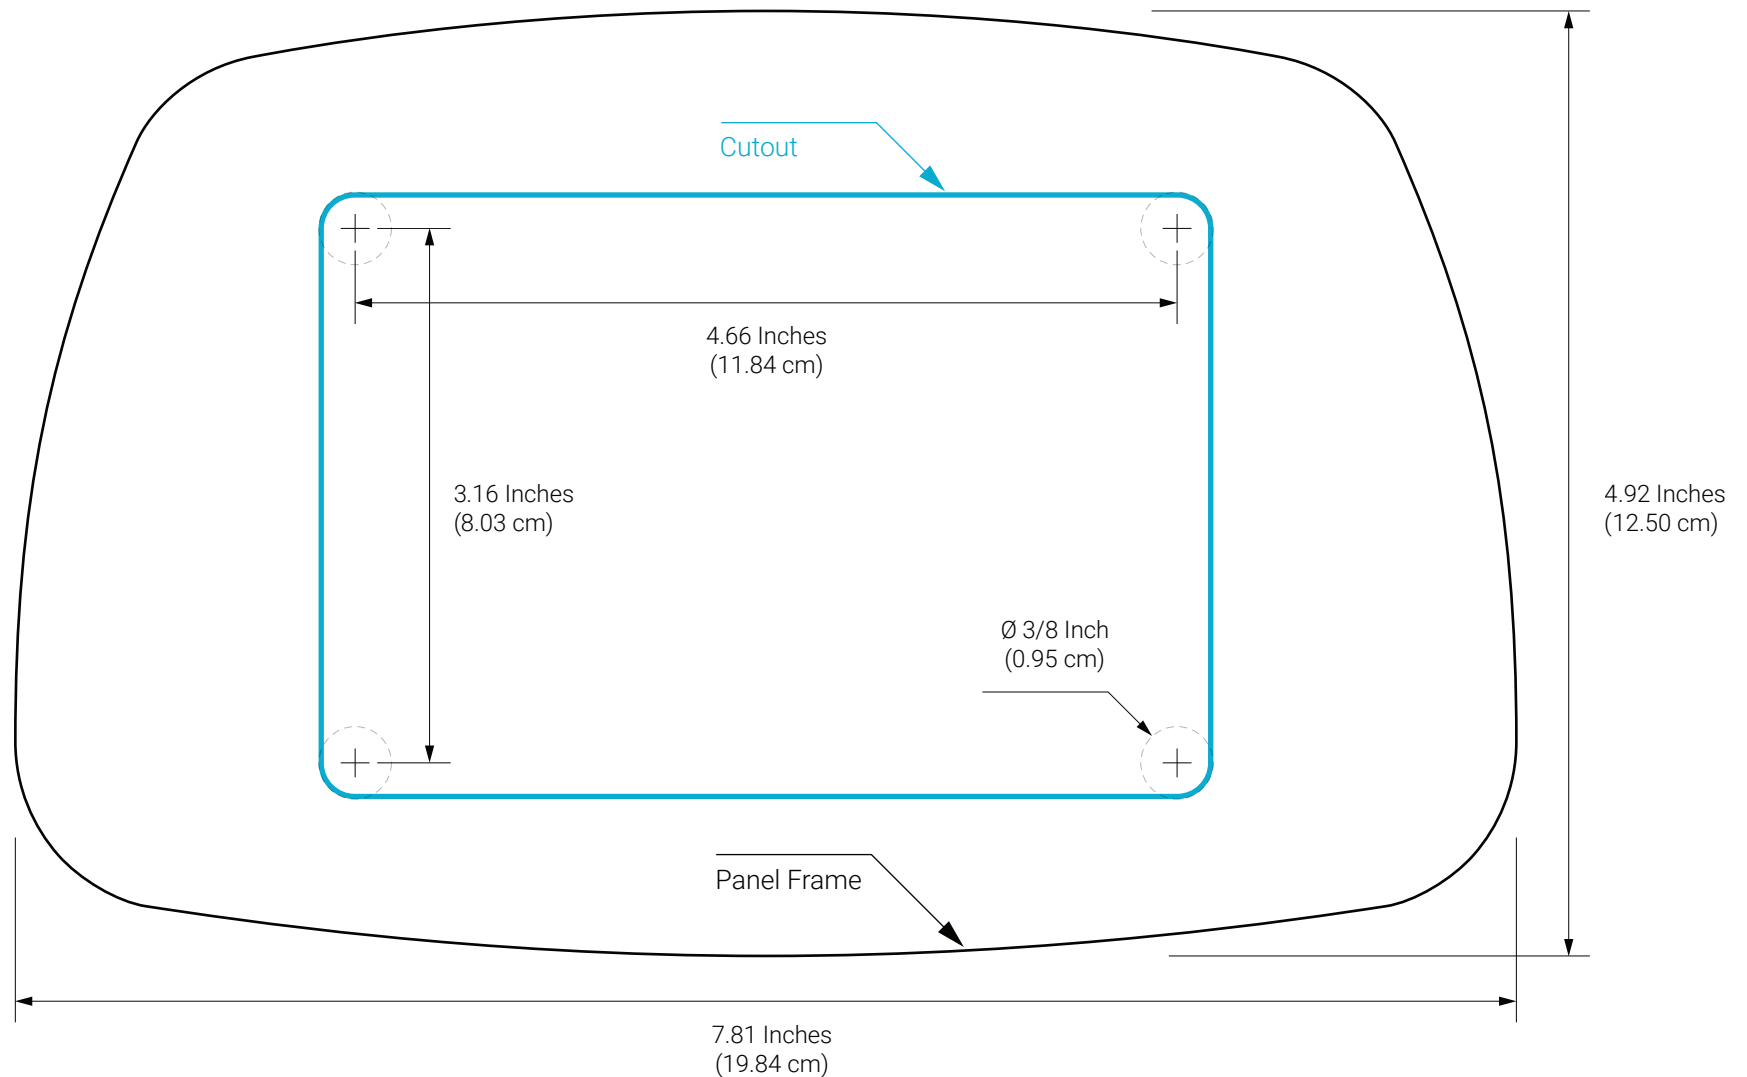 Cutout
4.66 Inches
(11.84 cm)
3.16 Inches
(8.03 cm)
4.92 Inches
(12.50 cm)
Ø 3/8 Inch
(0.95 cm)
Panel Frame
7.81 Inches
(19.84 cm)